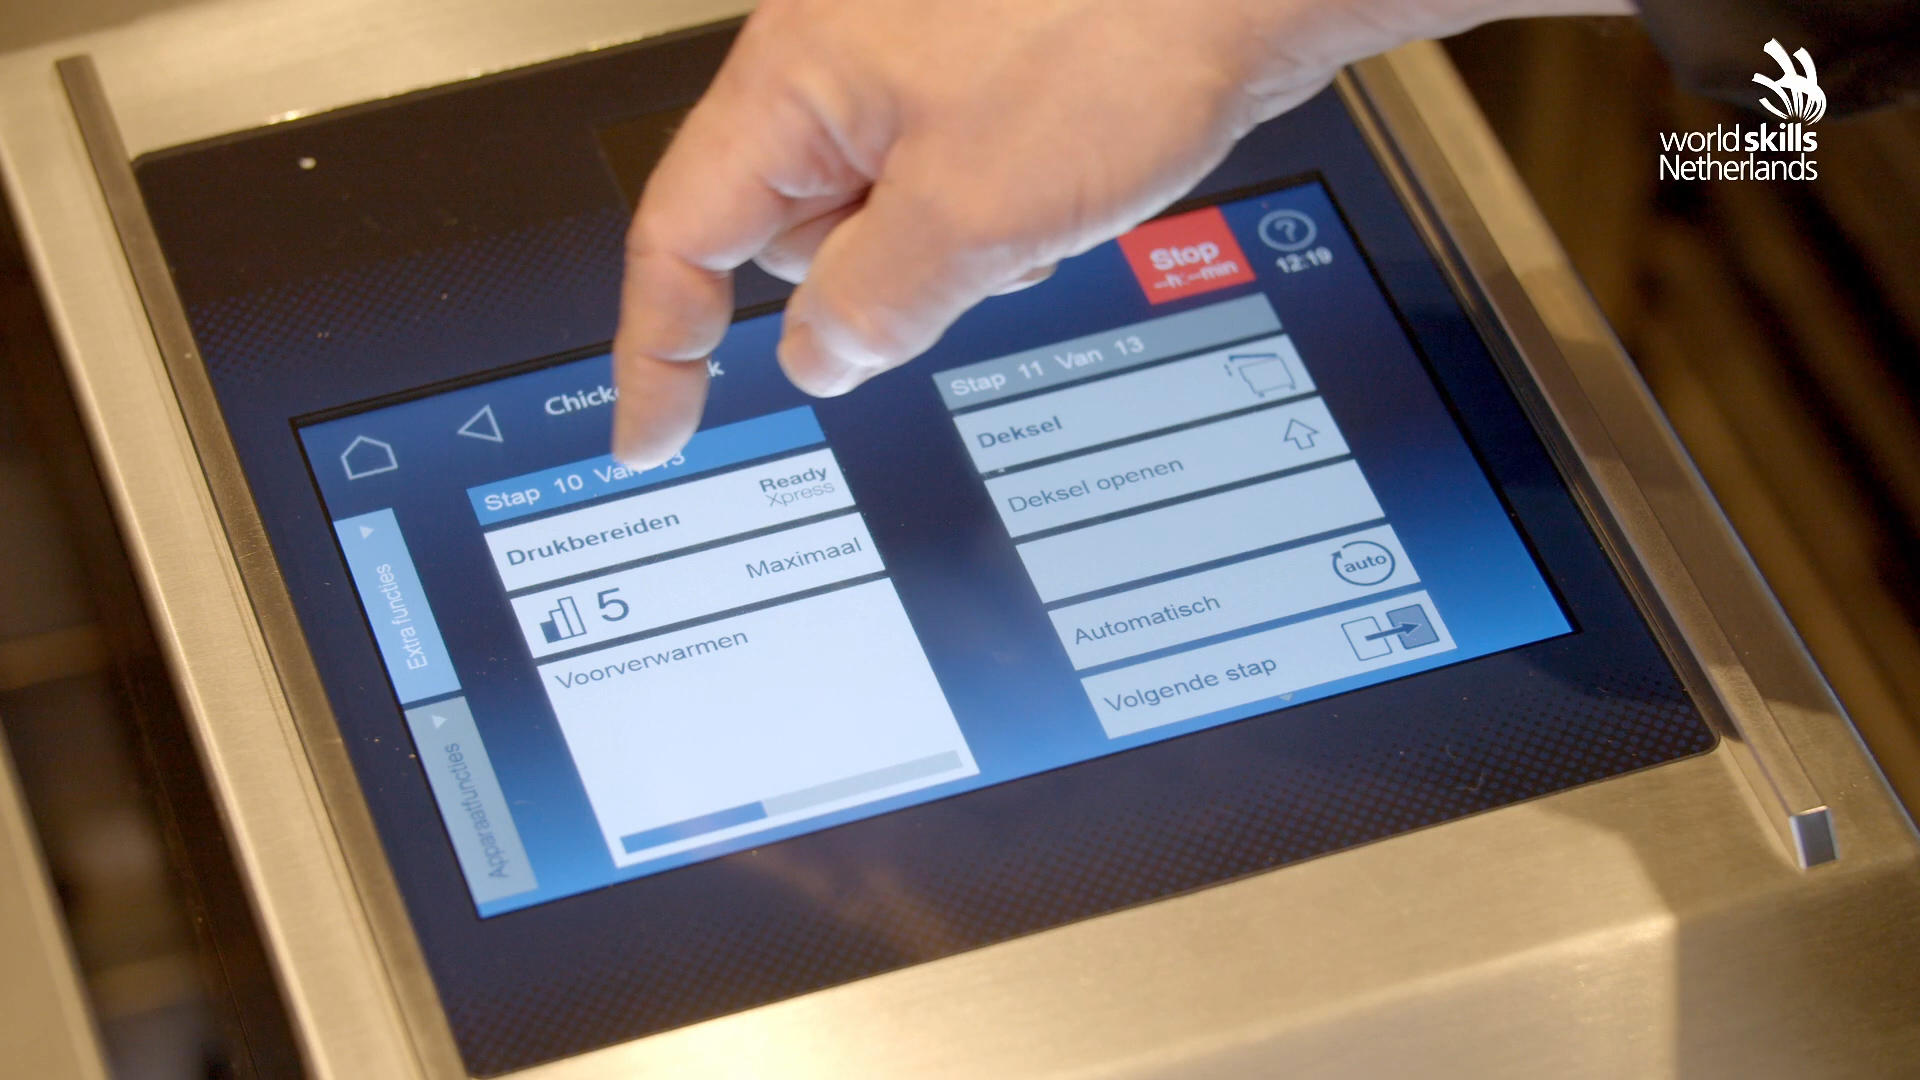 world skills
Netherlands
Stop
--h:--min
12:19
Stap 10 Van 13
Drukbereiden
Ready
Xpress
5
Maximaal
Voorverwarmen
Stap 11 Van 13
Deksel
Deksel openen
Automatisch
auto
Volgende stap
Extra functies
Apparaatfuncties